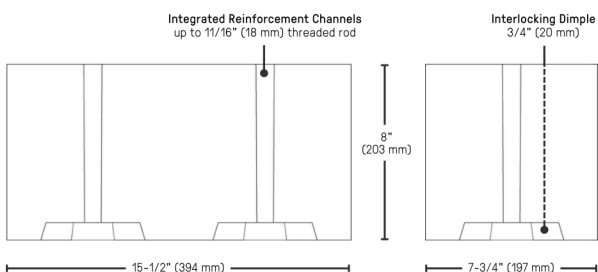 Integrated Reinforcement Channels
up to 11/16" (18 mm) threaded rod
Interlocking Dimple
3/4" (20 mm)
8"
(203 mm)
15-1/2" (394 mm)
7-3/4" (197 mm)